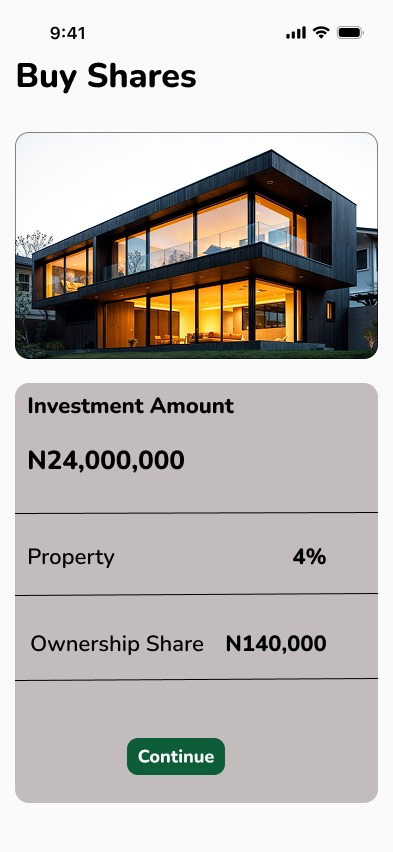 9:41
Buy Shares
Investment Amount
N24,000,000
Property 4%
Ownership Share N140,000
Continue